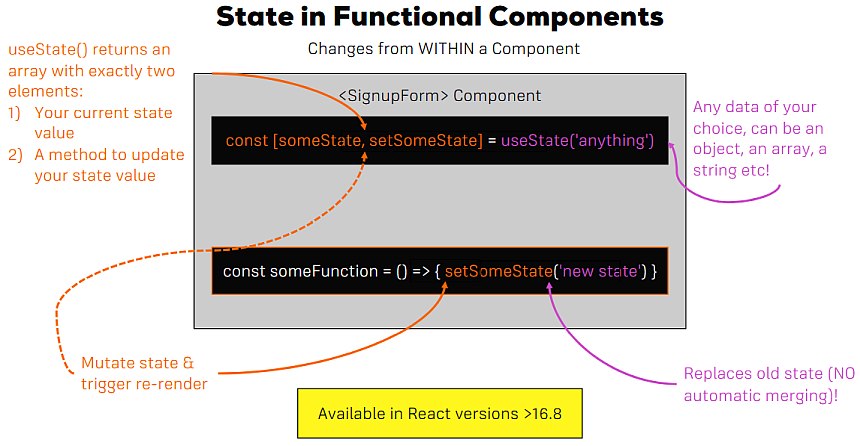 State in Functional Components
Changes from WITHIN a Component
useState() returns an
array with exactly two
elements:
1) Your current state
value
2) A method to update
your state value
<SignupForm> Component
const [someState, setSomeState] = useState('anything')
Any data of your
choice, can be an
object, an array, a
string etc!
const someFunction = () => { setSomeState('new state') }
Mutate state &
trigger re-render
Replaces old state (NO
automatic merging)!
Available in React versions >16.8